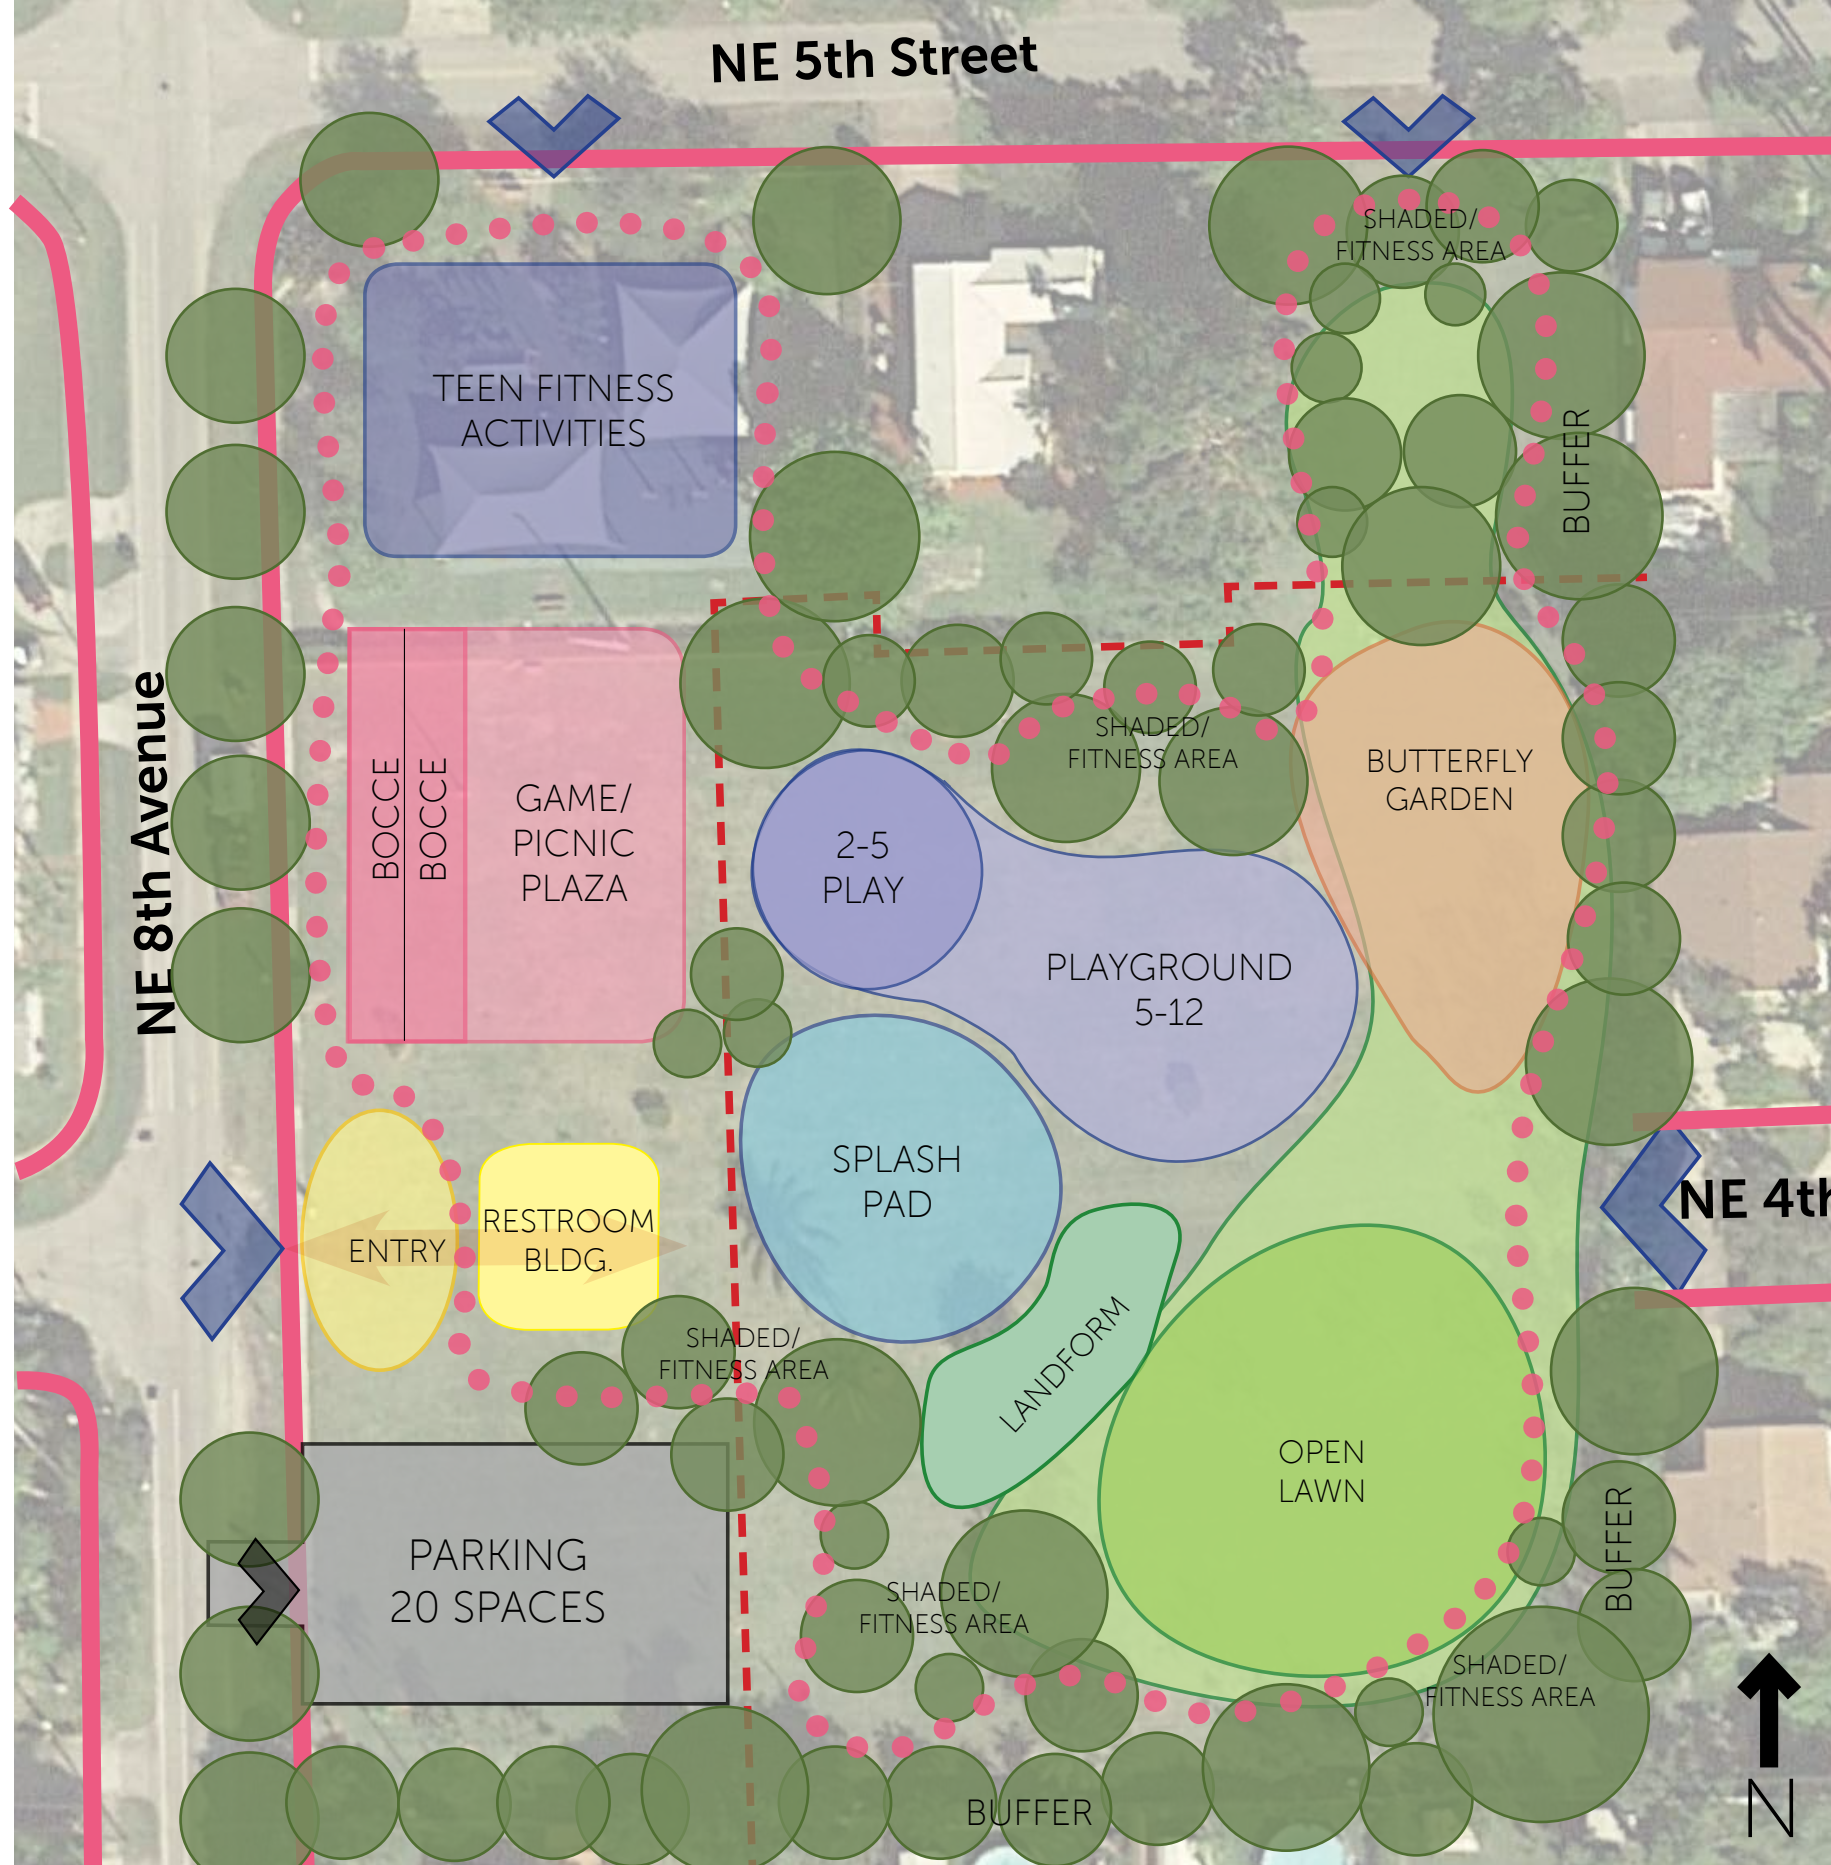 NE 5th Street
SHADED/
FITNESS AREA
TEEN FITNESS
ACTIVITIES
BUFFER
NE 8th Avenue
BOCCE
BOCCE
GAME/
PICNIC
PLAZA
2-5
PLAY
SHADED/
FITNESS AREA
BUTTERFLY
GARDEN
PLAYGROUND
5-12
SPLASH
PAD
NE 4th
ENTRY
RESTROOM
BLDG.
SHADED/
FITNESS AREA
LANDFORM
OPEN
LAWN
PARKING
20 SPACES
SHADED/
FITNESS AREA
BUFFER
SHADED/
FITNESS AREA
BUFFER
N